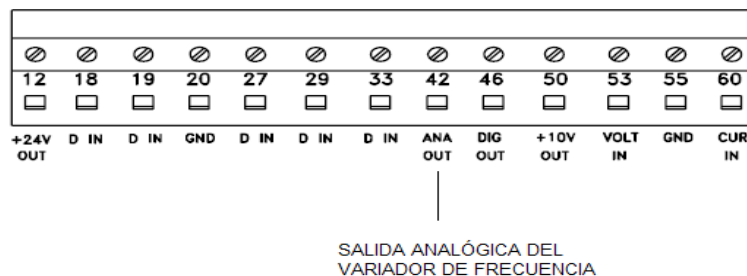 12 18 19 20 27 29 33 42 46 50 53 55 60
+24V OUT D IN D IN GND D IN D IN D IN ANA OUT DIG OUT +10V OUT VOLT IN GND CUR IN
SALIDA ANALÓGICA DEL
VARIADOR DE FRECUENCIA